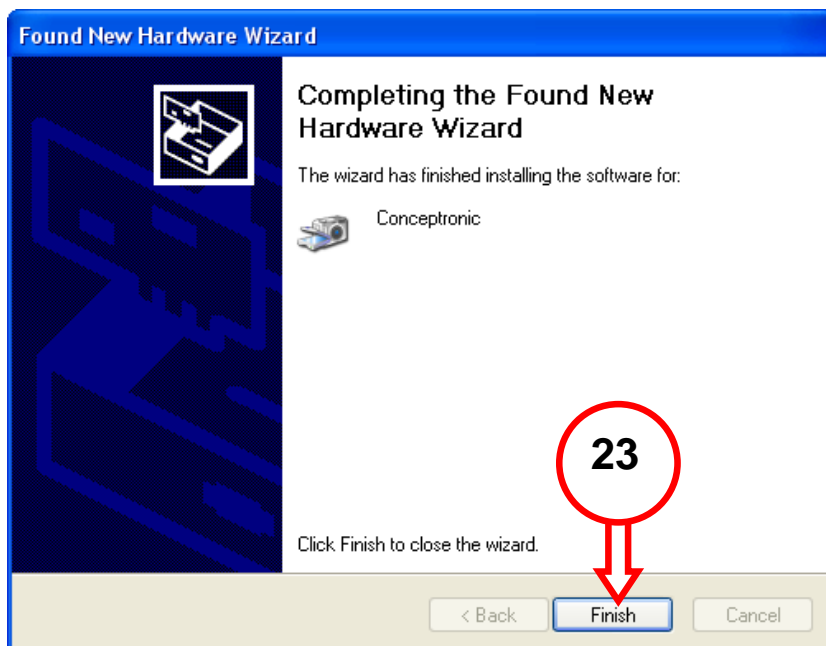 Found New Hardware Wizard
Completing the Found New
Hardware Wizard
The wizard has finished installing the software for:
Conceptronic
23
Click Finish to close the wizard.
< Back
Finish
Cancel